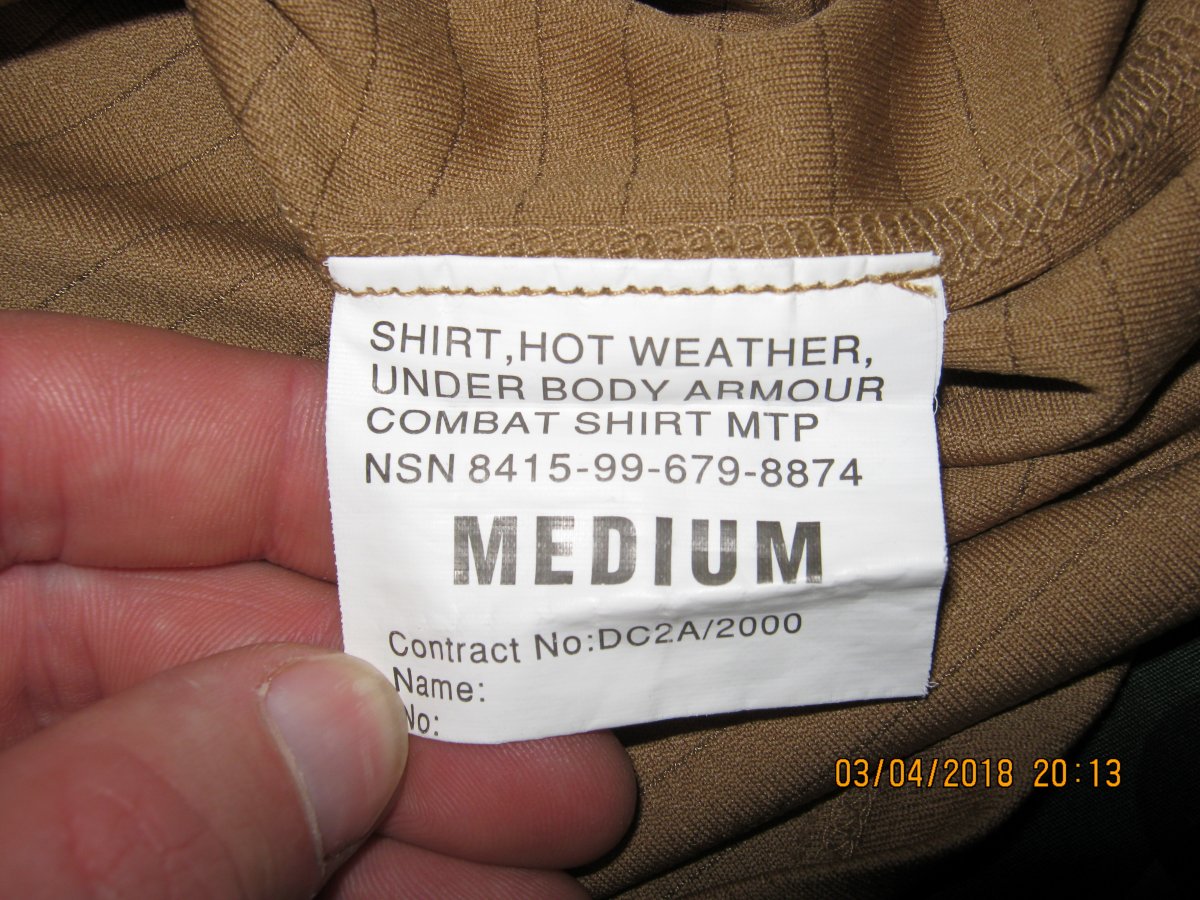 SHIRT,HOT WEATHER,
UNDER BODY ARMOUR
COMBAT SHIRT MTP
NSN 8415-99-679-8874
MEDIUM
Contract No:DC2A/2000
Name:
No:
03/04/2018 20:13